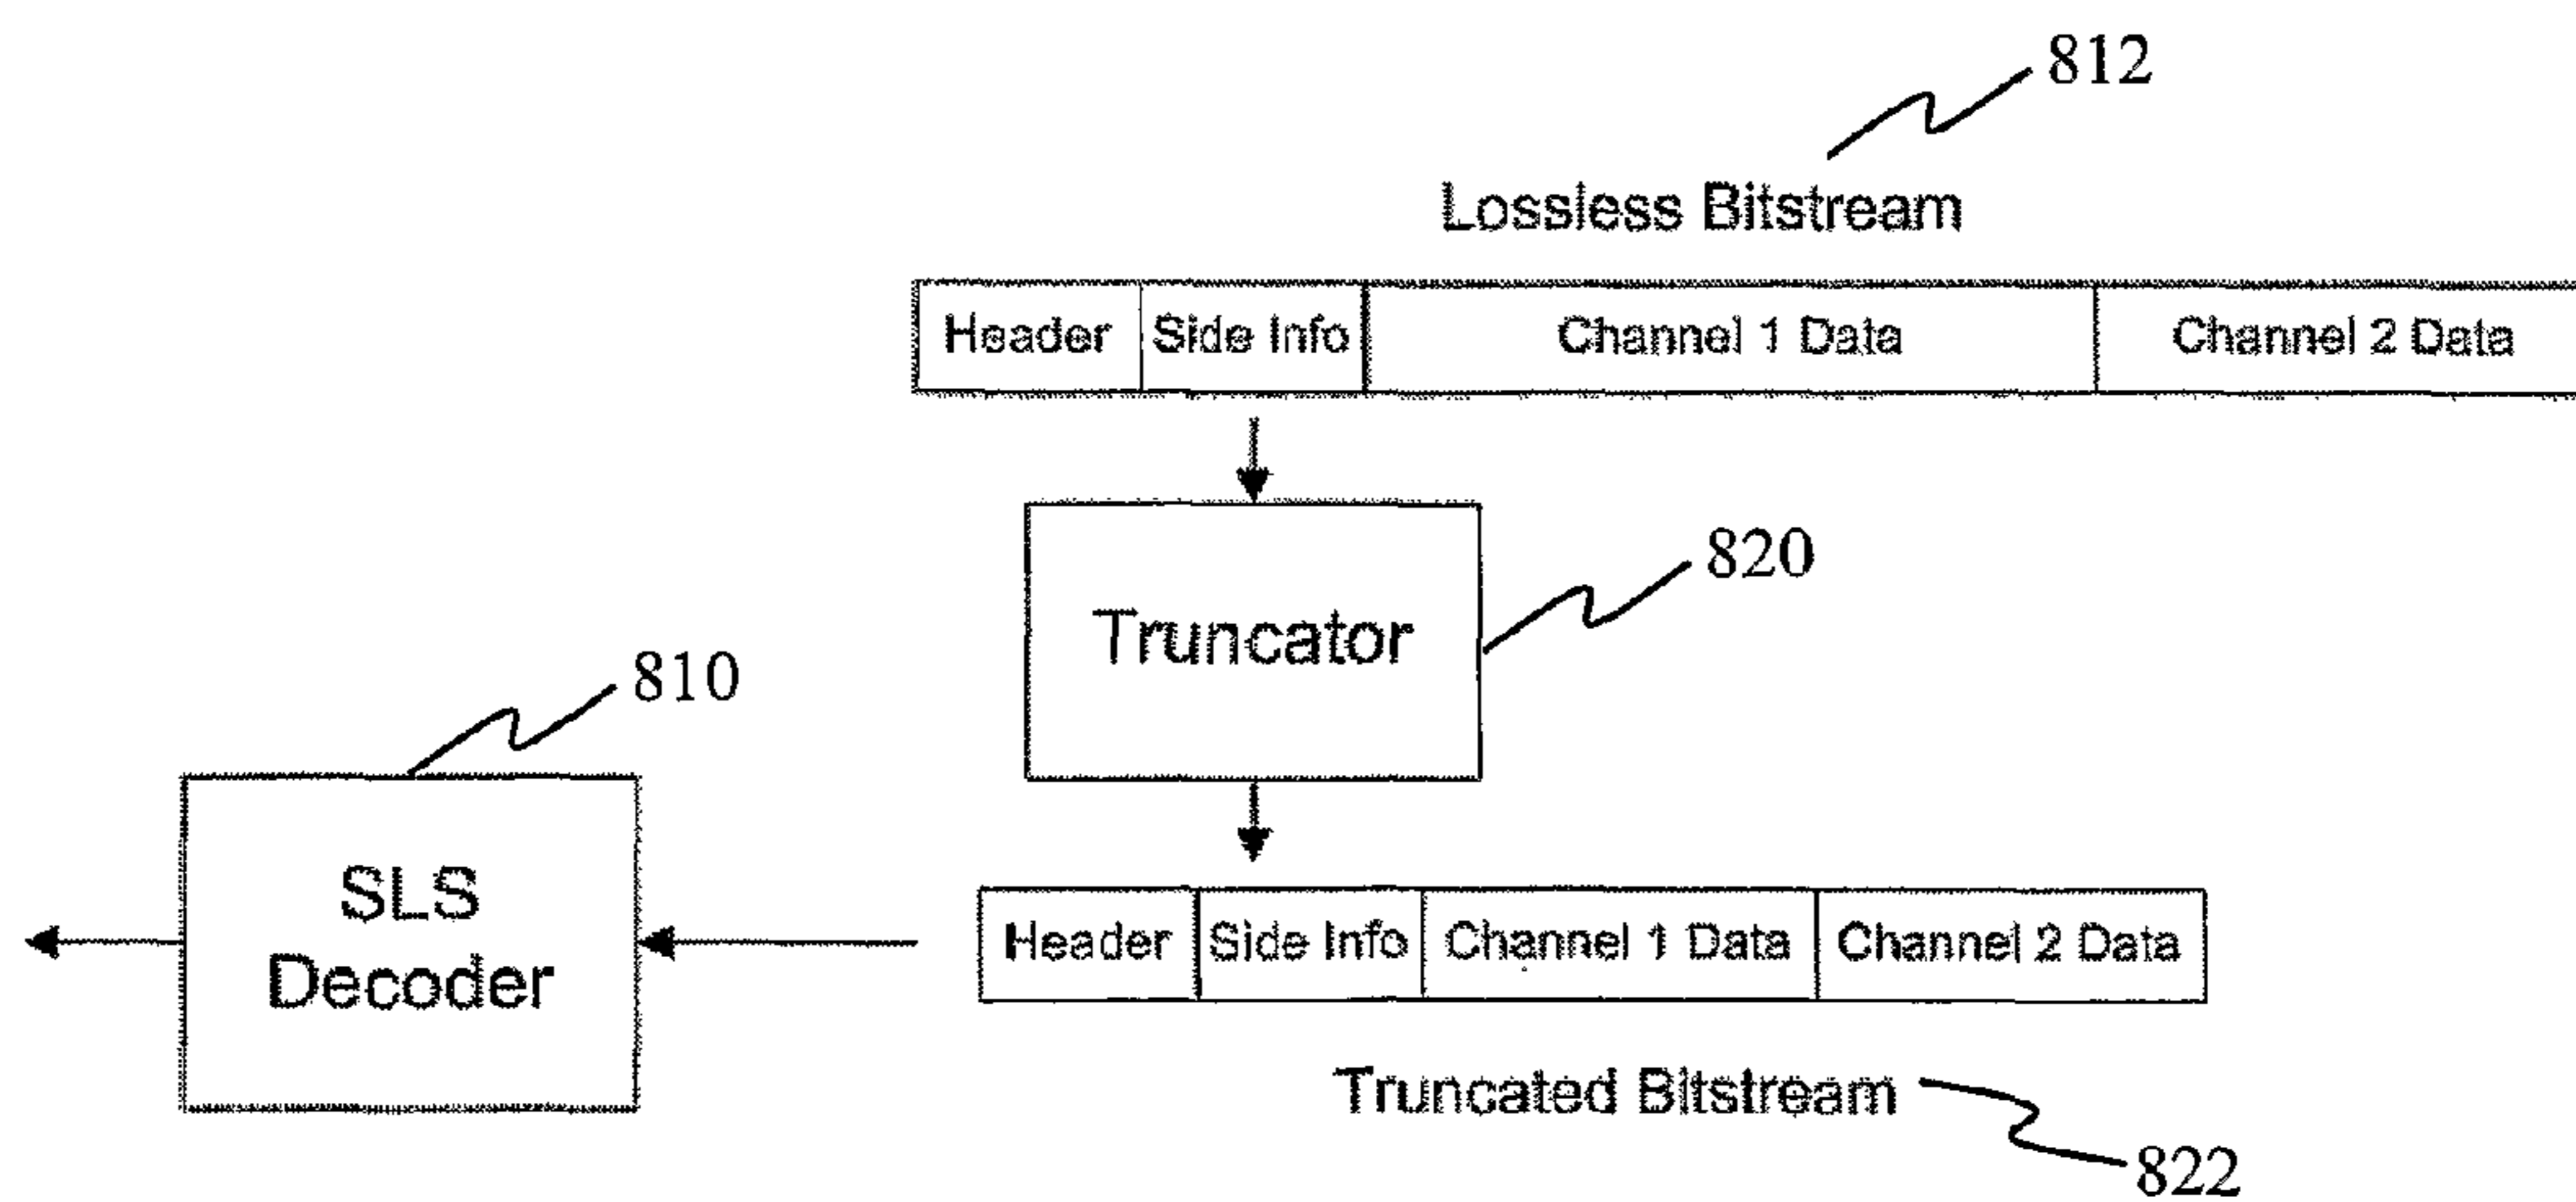 812
Lossless Bitstream
Header Side Info Channel 1 Data Channel 2 Data
820
Truncator
810
SLS
Decoder
Header Side Info Channel 1 Data Channel 2 Data
Truncated Bitstream
822